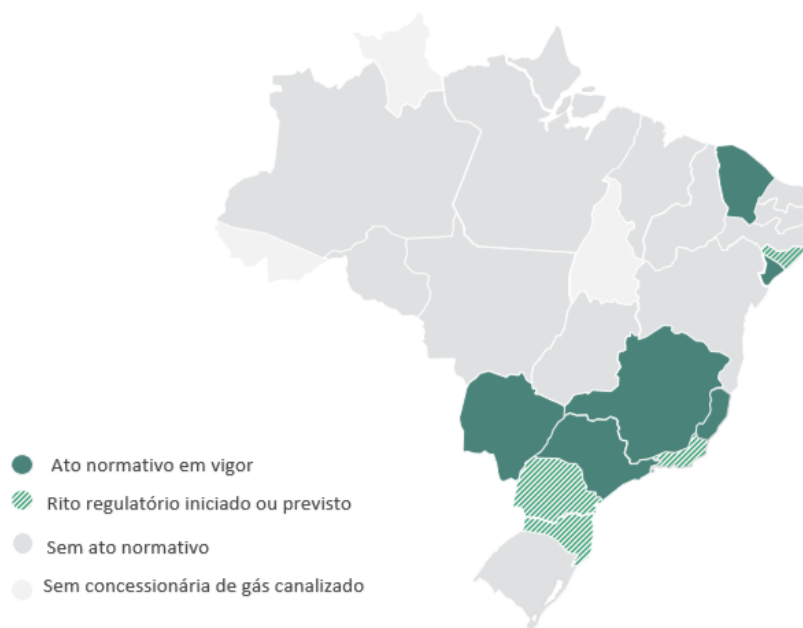 Ato normativo em vigor
Rito regulatório iniciado ou previsto
Sem ato normativo
Sem concessionária de gás canalizado